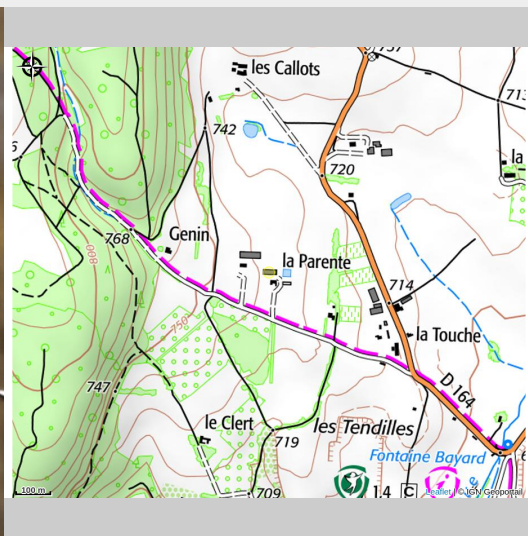 737
les Callots
713
742
la
720
768
Genin
la Parente
800
714
750
la Touche
D 164
747
le Clert
les Tendilles
719
Fontaine Bayard
709
1.4
C
100 m
Leaflet | © IGN Geoportail